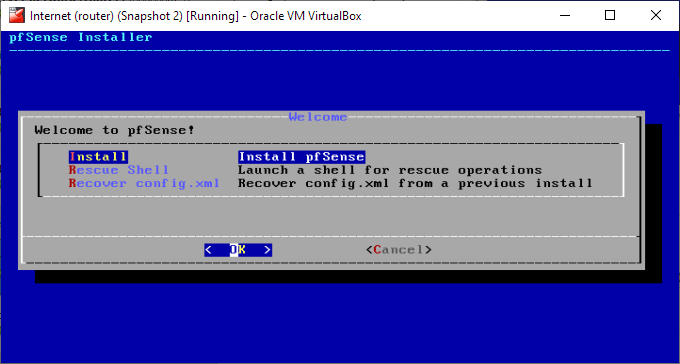 Internet (router) (Snapshot 2) [Running] - Oracle VM VirtualBox
pfSense Installer
Welcome
Welcome to pfSense!
Install Install pfSense
Rescue Shell Launch a shell for rescue operations
Recover config.xml Recover config.xml from a previous install
< OK > <Cancel>